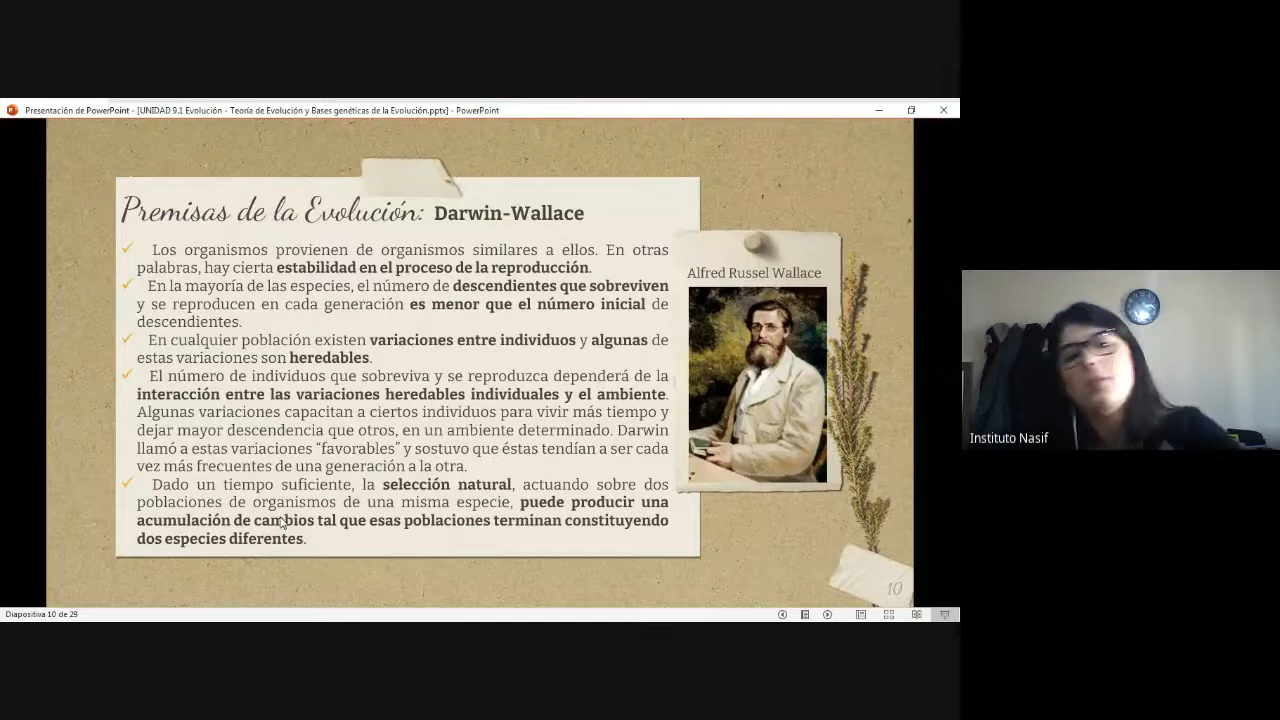 Presentación de PowerPoint - [UNIDAD 9.1 Evolución - Teoría de Evolución y Bases genéticas de la Evolución.pptx] - PowerPoint
Premisas de la Evolución: Darwin-Wallace
✓ Los organismos provienen de organismos similares a ellos. En otras
palabras, hay cierta estabilidad en el proceso de la reproducción.
✓ En la mayoría de las especies, el número de descendientes que sobreviven
y se reproducen en cada generación es menor que el número inicial de
descendientes.
✓ En cualquier población existen variaciones entre individuos y algunas de
estas variaciones son heredables.
✓ El número de individuos que sobreviva y se reproduzca dependerá de la
interacción entre las variaciones heredables individuales y el ambiente.
Algunas variaciones capacitan a ciertos individuos para vivir más tiempo y
dejar mayor descendencia que otros, en un ambiente determinado. Darwin
llamó a estas variaciones “favorables” y sostuvo que éstas tendían a ser cada
vez más frecuentes de una generación a la otra.
✓ Dado un tiempo suficiente, la selección natural, actuando sobre dos
poblaciones de organismos de una misma especie, puede producir una
acumulación de cambios tal que esas poblaciones terminan constituyendo
dos especies diferentes.
Alfred Russel Wallace
10
Diapositiva 10 de 29
Instituto Nasif